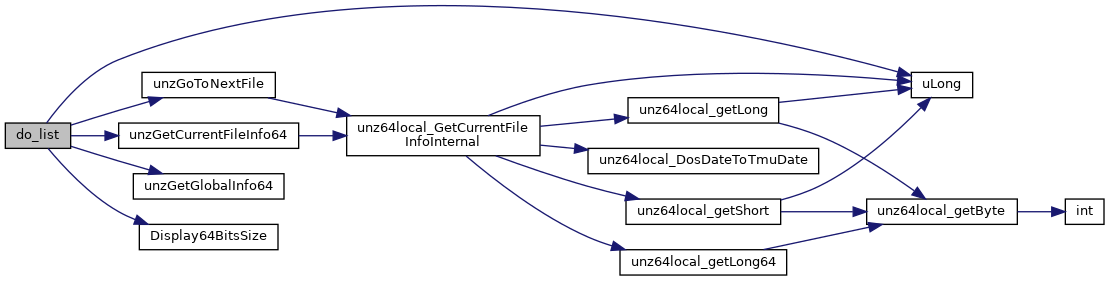 do_list
unzGoToNextFile
unzGetCurrentFileInfo64
unzGetGlobalInfo64
Display64BitsSize
unz64local_GetCurrentFile
InfoInternal
unz64local_getLong
unz64local_DosDateToTmuDate
unz64local_getShort
unz64local_getLong64
uLong
unz64local_getByte
int